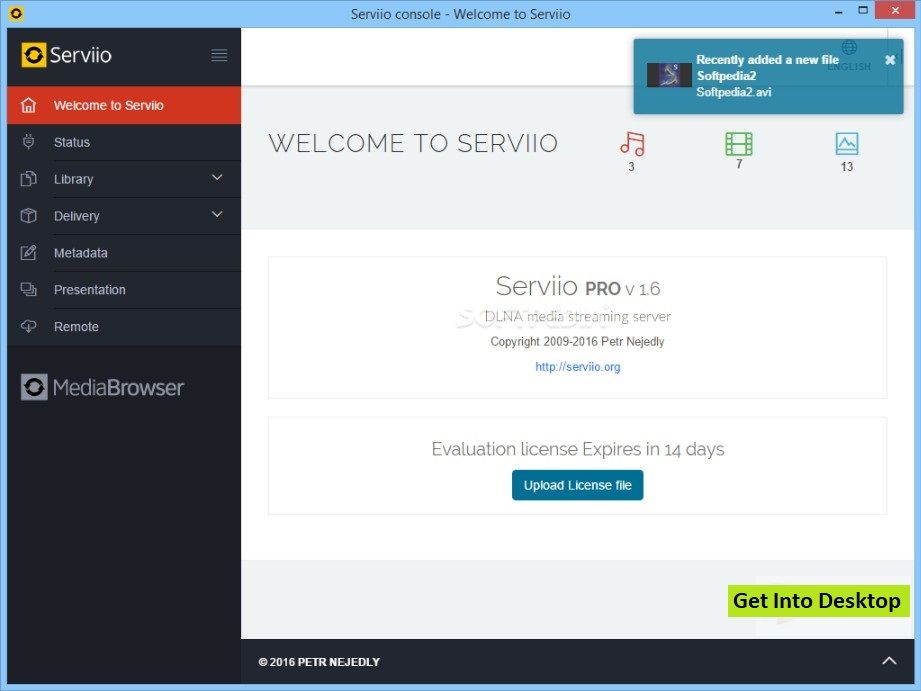 Serviio console - Welcome to Serviio
Serviio
Recently added a new file
Softpedia2
Softpedia2.avi
ENGLISH
Welcome to Serviio
Status
Library
Delivery
Metadata
Presentation
Remote
MediaBrowser
WELCOME TO SERVIIO
3
7
13
Serviio PRO v 1.6
SOFTPEDIA
DLNA media streaming server
Copyright 2009-2016 Petr Nejedly
http://serviio.org
Evaluation license Expires in 14 days
Upload License file
Get Into Desktop
© 2016 PETR NEJEDLY